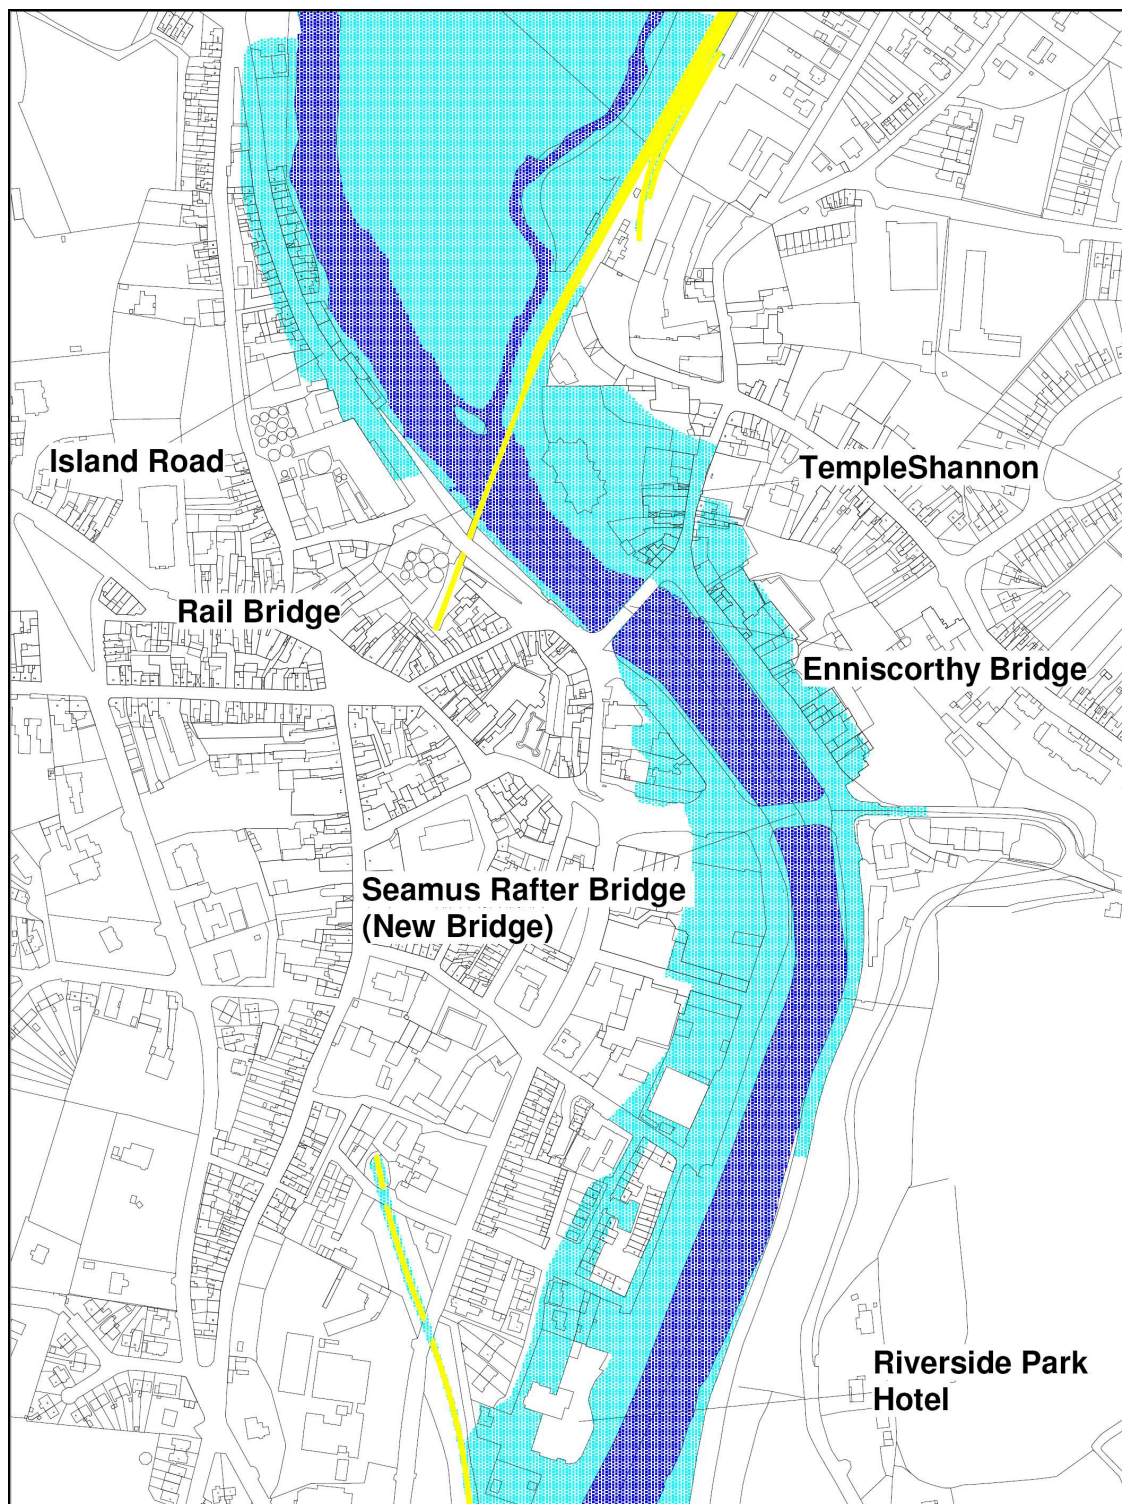 Island Road
TempleShannon
Rail Bridge
Enniscorthy Bridge
Seamus Rafter Bridge
(New Bridge)
Riverside Park
Hotel